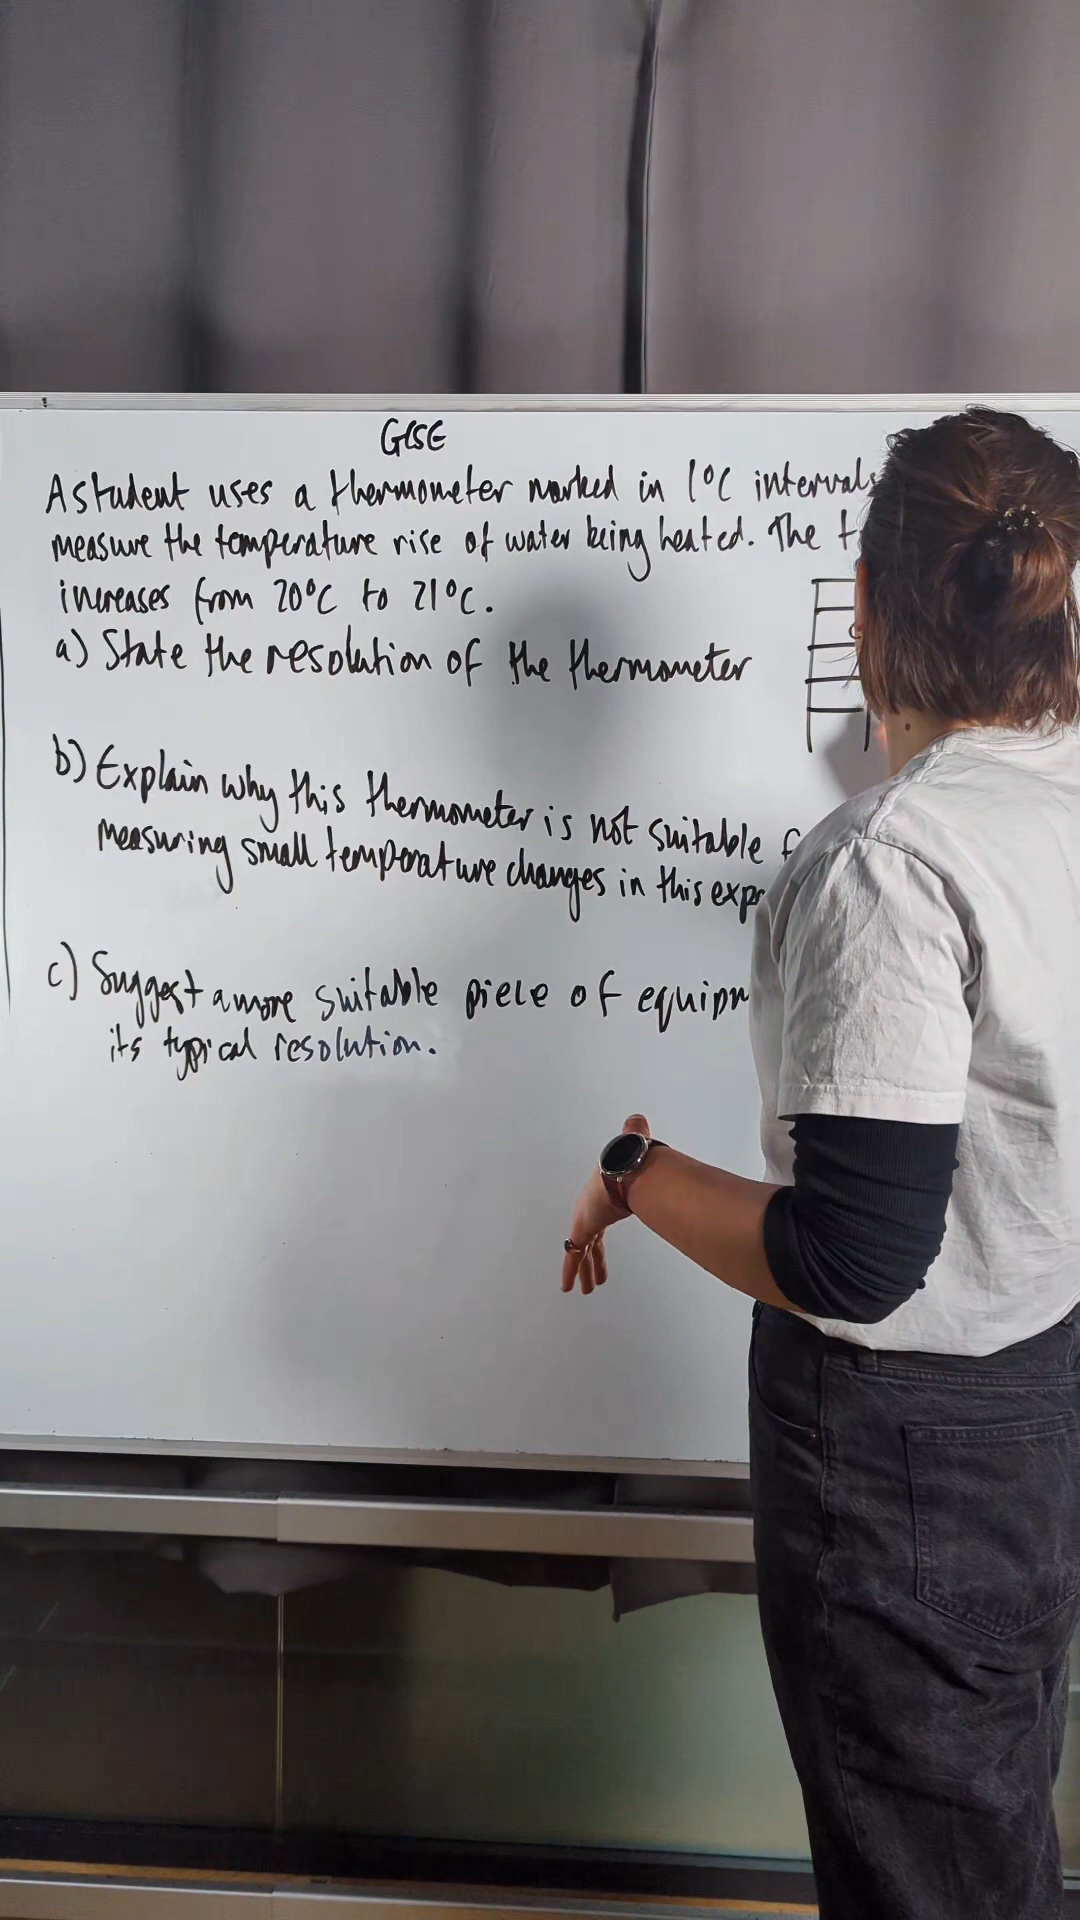 GCSE
A student uses a thermometer marked in 1°C intervals
measure the temperature rise of water being heated. The
increases from 20°C to 21°C.
a) State the resolution of the thermometer
b) Explain why this thermometer is not suitable
measuring small temperature changes in this
c) Suggest a more suitable piece of
its typical resolution.